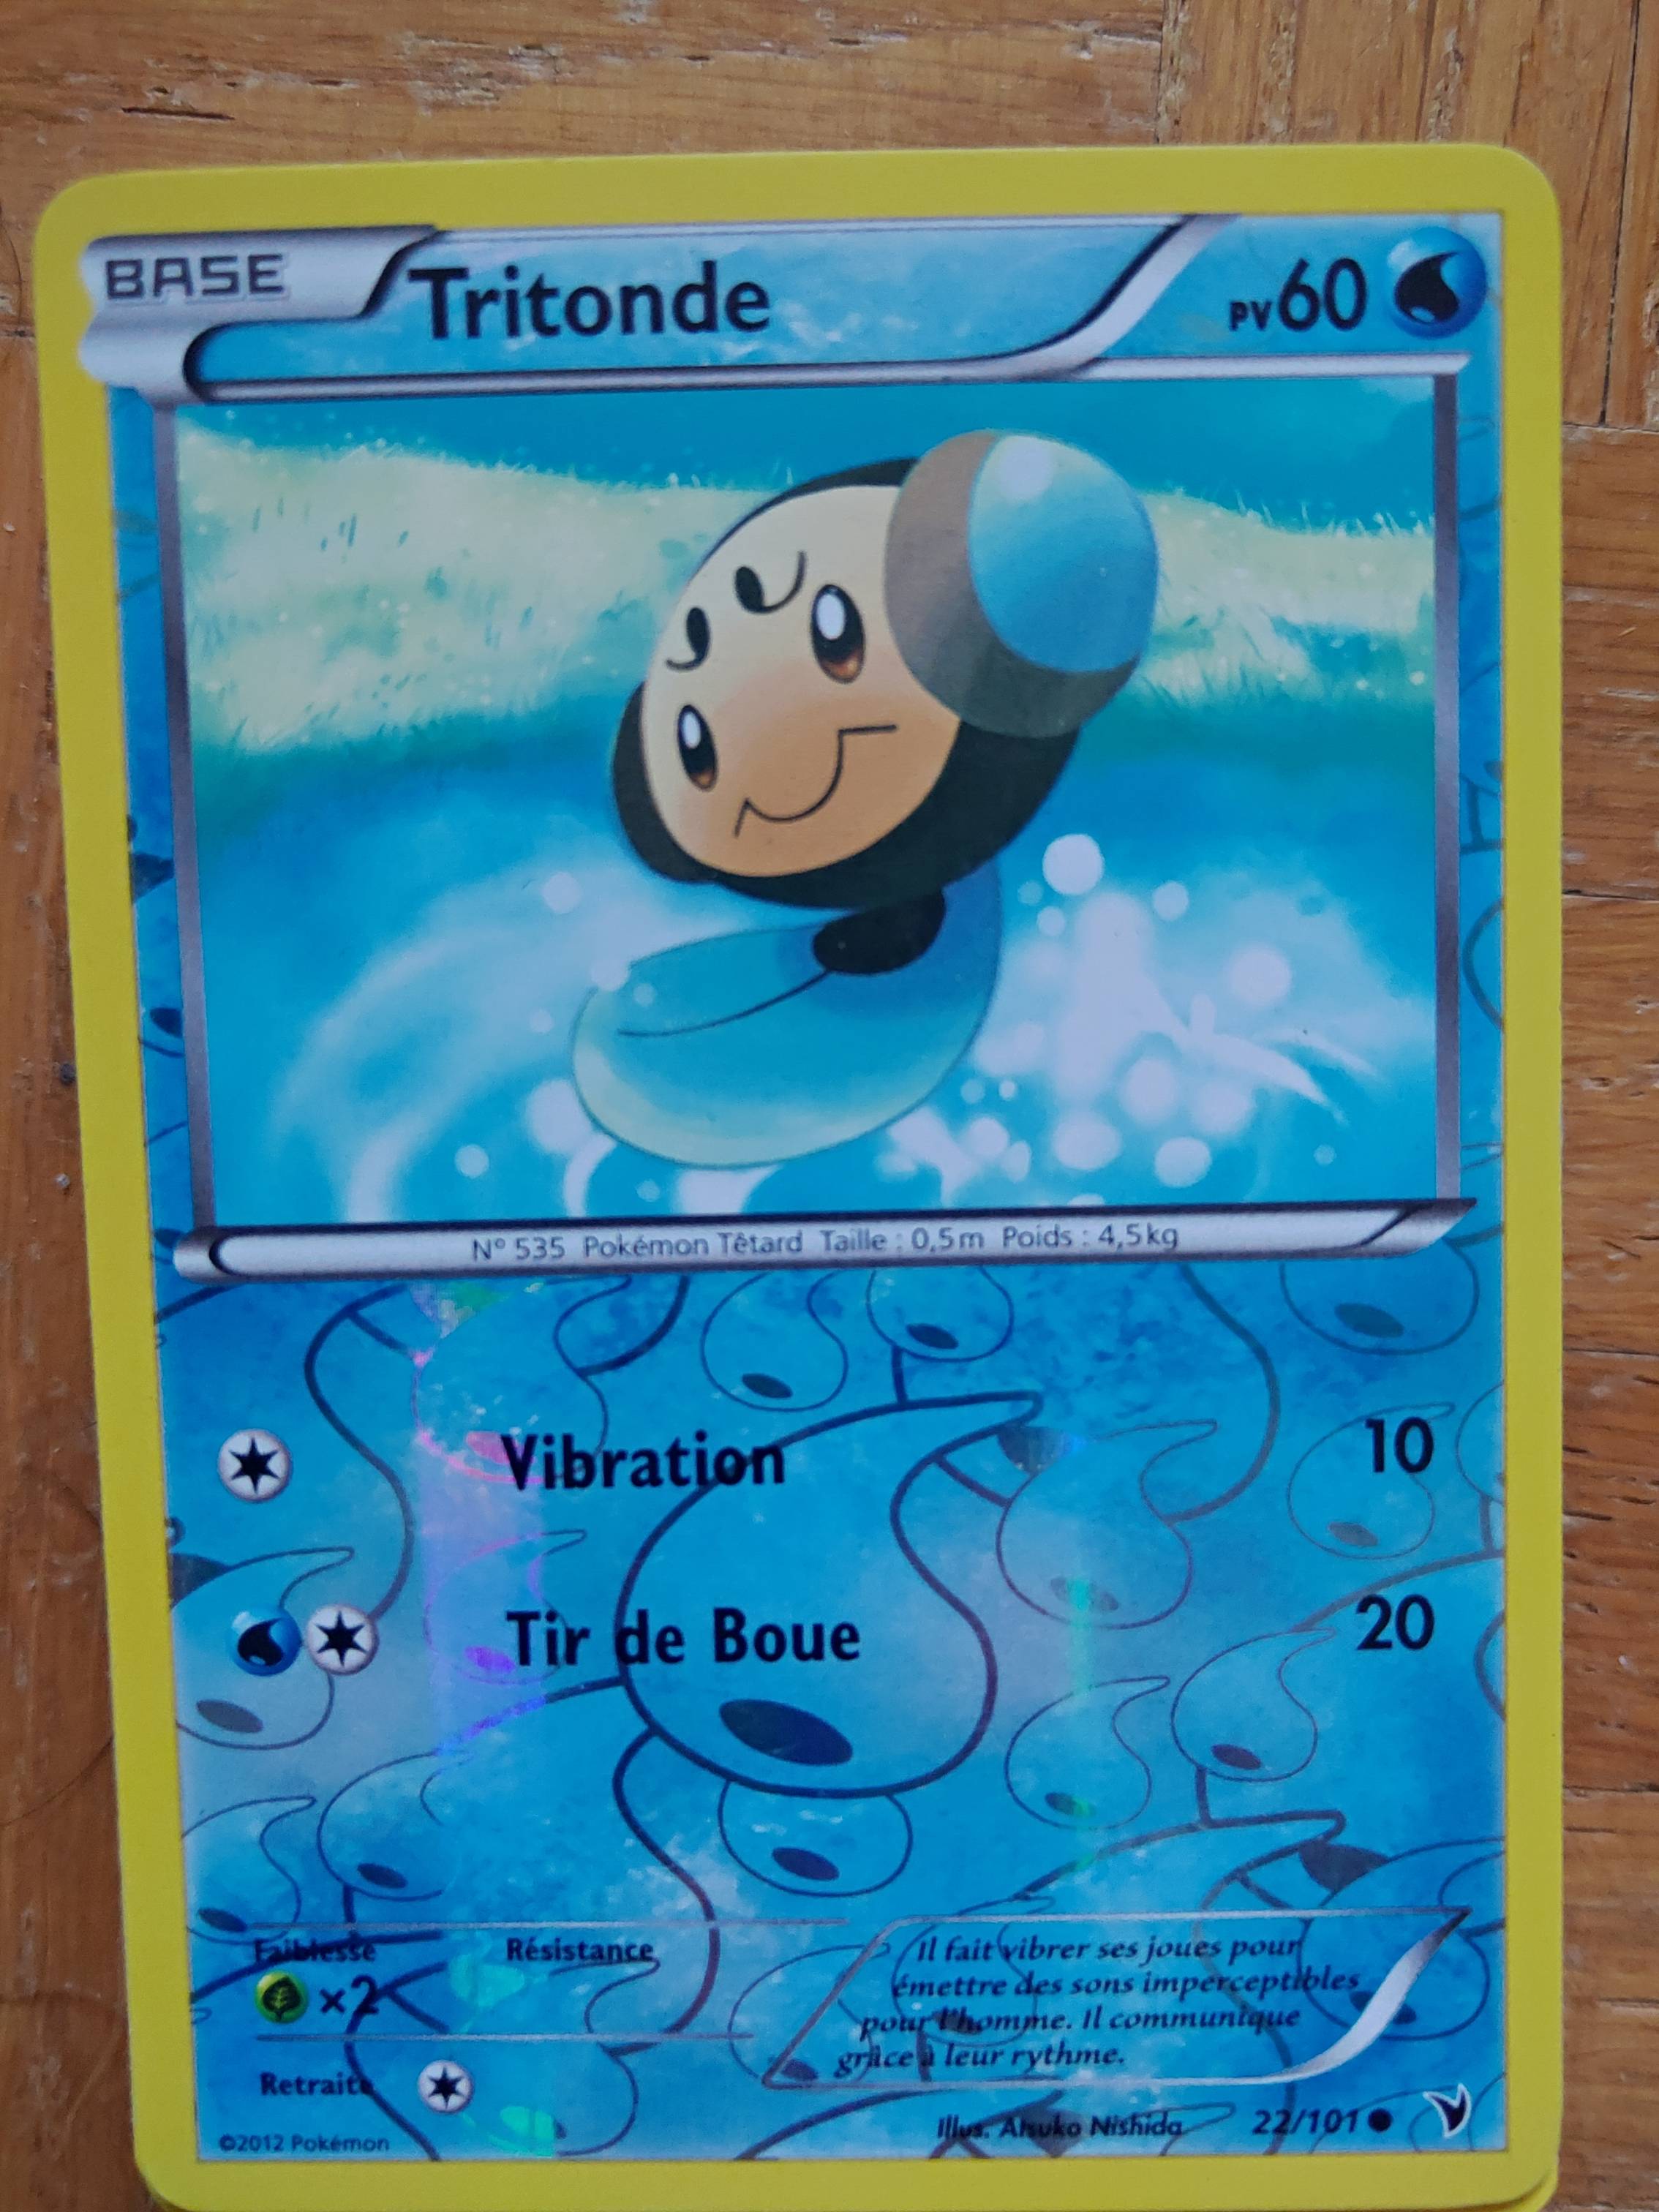 BASE
Tritonde
PV60
N° 535 Pokémon Têtard Taille : 0,5m Poids : 4,5kg
Vibration 10
Tir de Boue 20
Faiblesse Résistance
x2
Il fait vibrer ses joues pour
émettre des sons imperceptibles
pour l'homme. Il communique
grâce à leur rythme.
Retraite
Illus. Atsuko Nishida 22/101
©2012 Pokémon